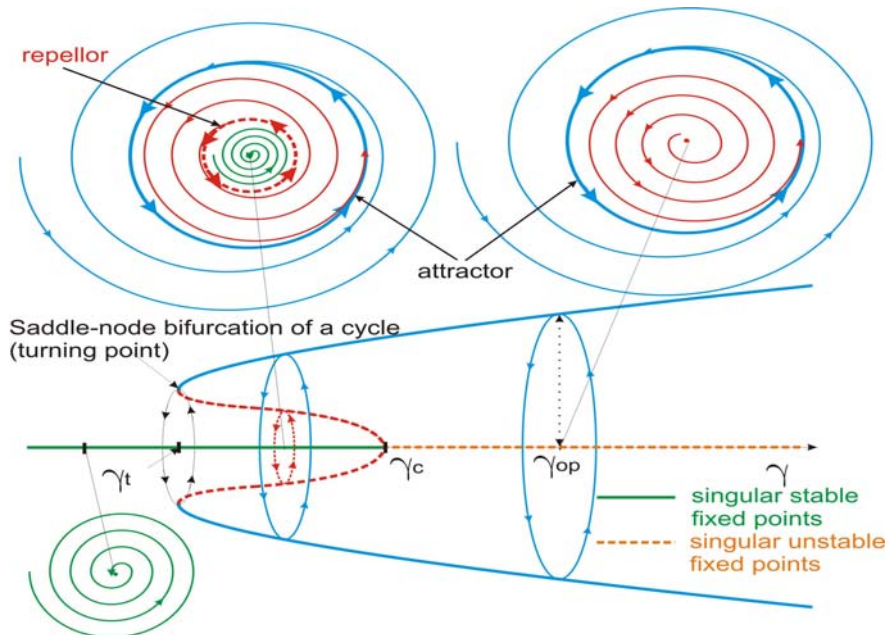 repellor
attractor
Saddle-node bifurcation of a cycle
(turning point)
γt
γc
γop
γ
singular stable
fixed points
singular unstable
fixed points